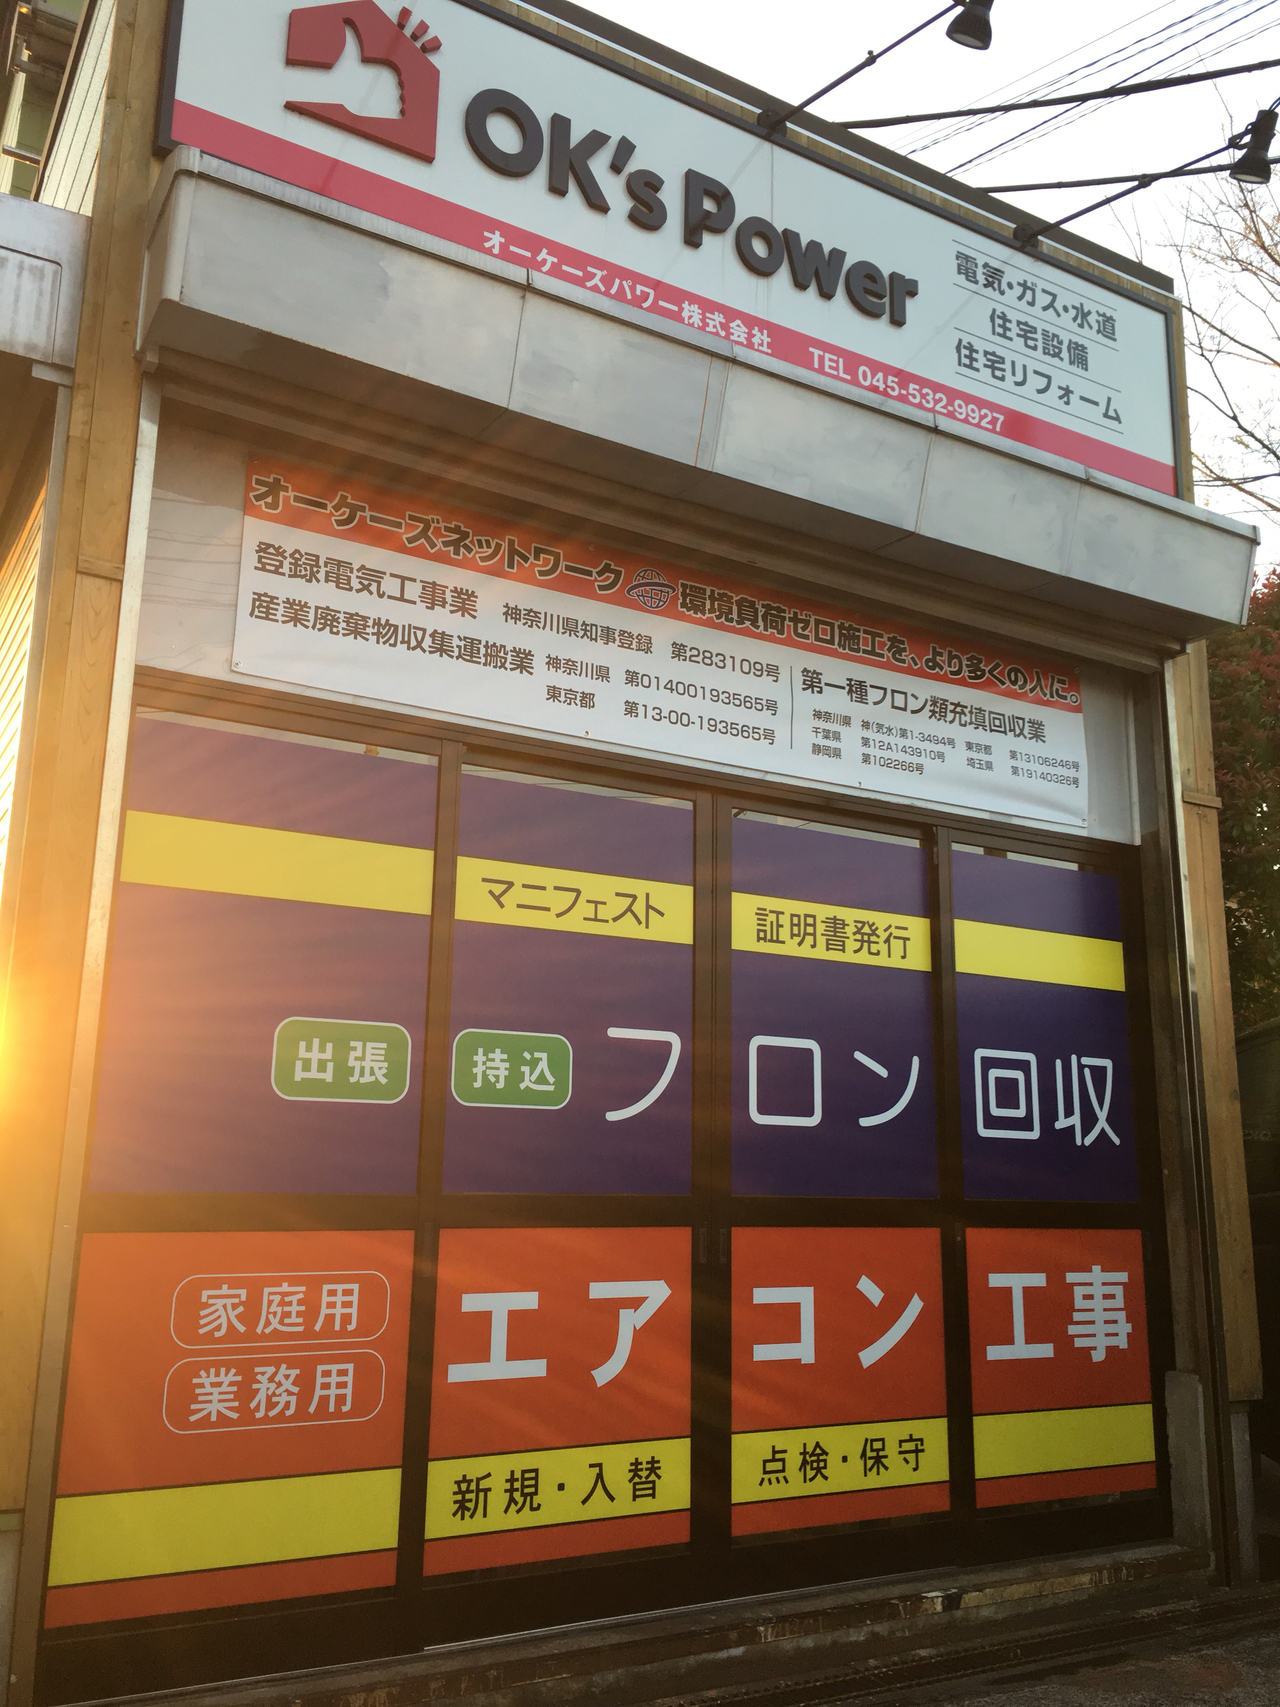 OK's Power
オーケーズパワー株式会社 TEL 045-532-9927
電気・ガス・水道
住宅設備
住宅リフォーム
オーケーズネットワーク 環境負荷ゼロ施工を、より多くの人に。
登録電気工事業 神奈川県知事登録 第283109号
産業廃棄物収集運搬業 神奈川県 第01400193565号
東京都 第13-00-193565号
第一種フロン類充填回収業
神奈川県 神(気水)第1-3494号 東京都 第13106246号
千葉県 第12A143910号 埼玉県 第19140326号
静岡県 第102266号
マニフェスト 証明書発行
出張 持込 フロン回収
家庭用
業務用
エアコン工事
新規・入替 点検・保守